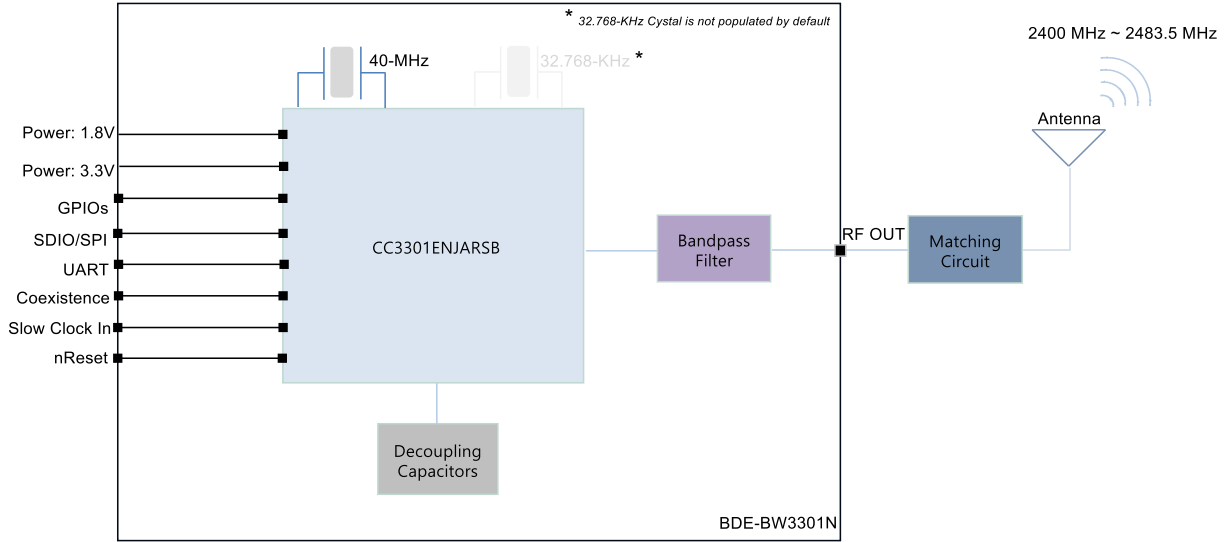 * 32.768-KHz Cystal is not populated by default
2400 MHz ~ 2483.5 MHz
40-MHz
32.768-KHz *
Antenna
Power: 1.8V
Power: 3.3V
GPIOs
SDIO/SPI
UART
Coexistence
Slow Clock In
nReset
CC3301ENJARSB
Bandpass
Filter
RF OUT
Matching
Circuit
Decoupling
Capacitors
BDE-BW3301N